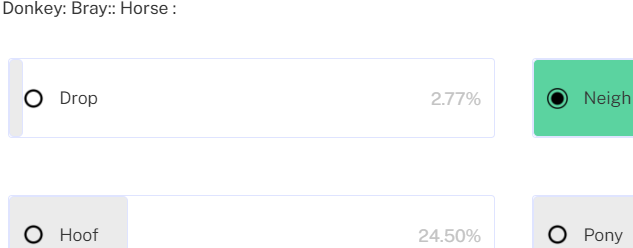 Donkey: Bray:: Horse :
Drop 2.77%
Neigh
Hoof 24.50%
Pony